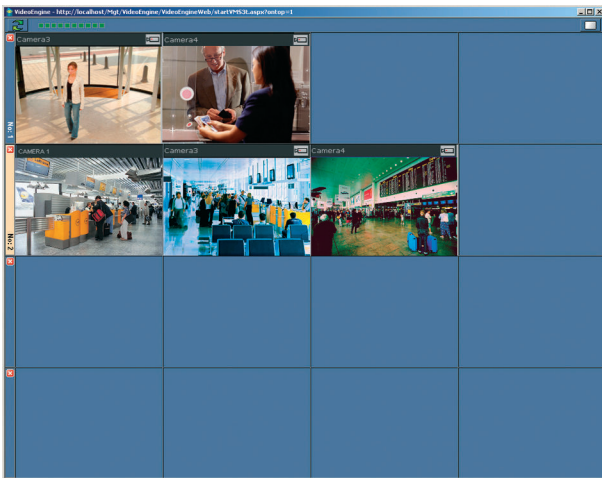 VideoEngine - http://localhost/Mgt/VideoEngine/VideoEngineWeb/startVMS3t.aspx?ontop=1
Camera3
Camera4
No: 1
CAMERA 1
Camera3
Camera4
No: 2